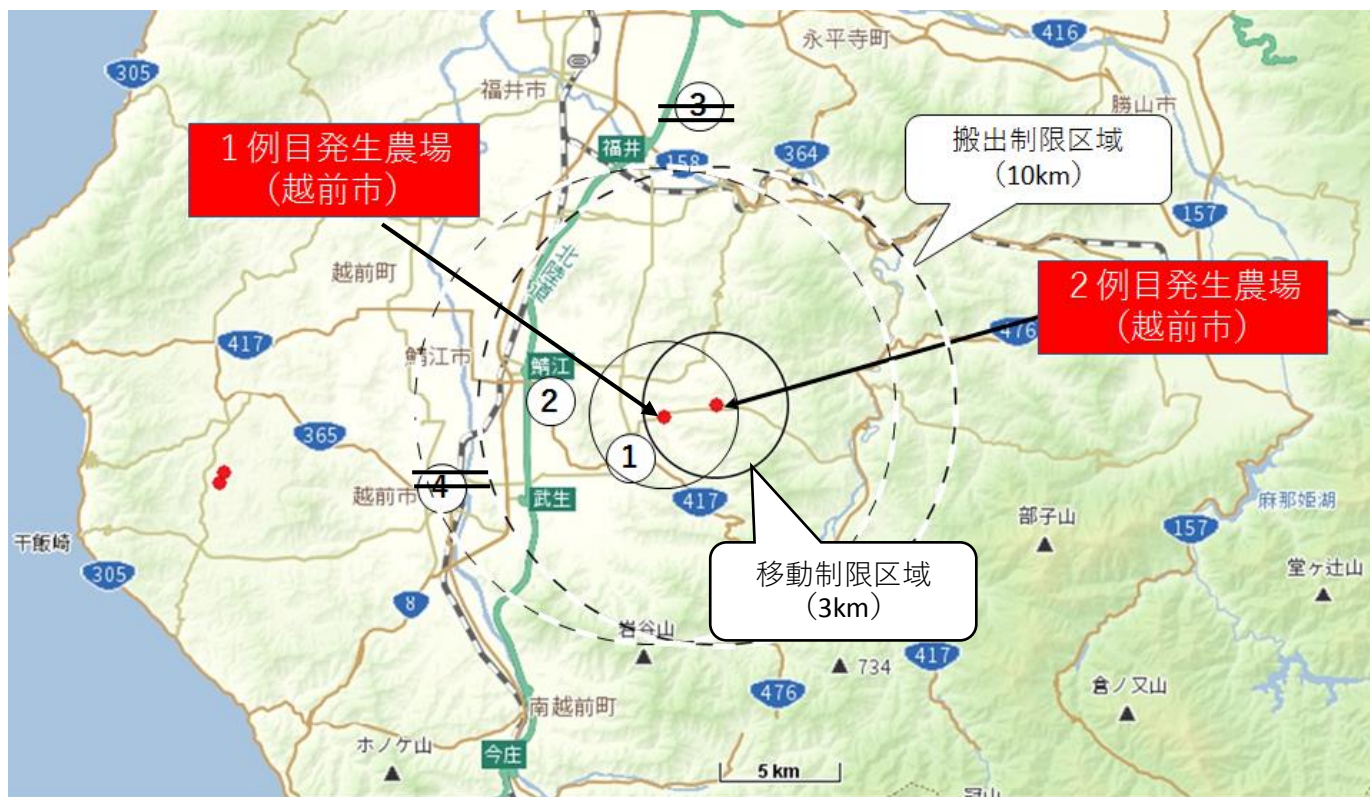 305
416
永平寺町
福井市
3
勝山市
1例目発生農場
(越前市)
福井
158
364
搬出制限区域
(10km)
157
越前町
北陸道
2例目発生農場
(越前市)
417
鯖江市
鯖江
476
2
365
1
4
越前市
武生
417
部子山
157
麻那姫湖
干飯崎
305
移動制限区域
(3km)
堂ヶ辻山
8
岩谷山
734
417
476
倉ノ又山
南越前町
ホノケ山
今庄
5 km